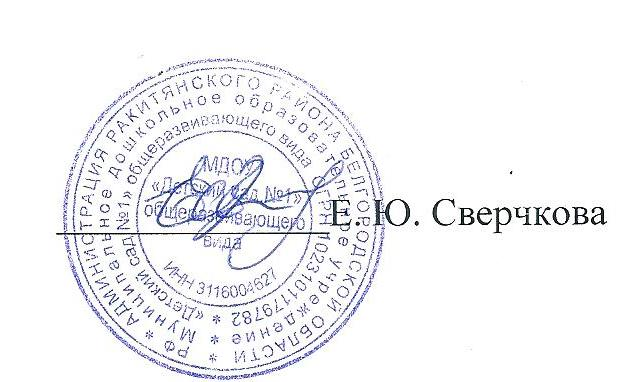 РФ * АДМИНИСТРАЦИЯ РАКИТЯНСКОГО РАЙОНА БЕЛГОРОДСКОЙ ОБЛАСТИ *
Муниципальное дошкольное образовательное учреждение *
«Детский сад №1» общеразвивающего вида ОГРН 1023101179782 *
МДОУ
«Детский сад №1»
общеразвивающего
вида
ИНН 3116004627
Е. Ю. Сверчкова